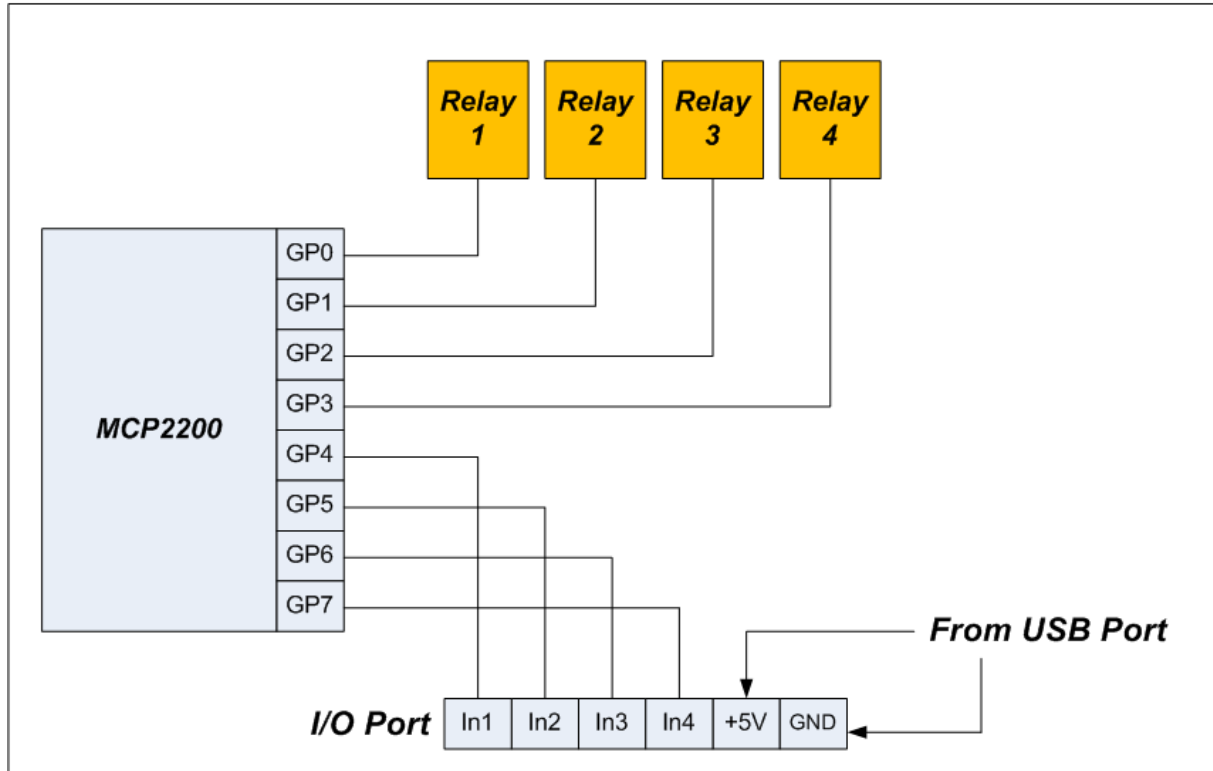 Relay
1
Relay
2
Relay
3
Relay
4
MCP2200
GP0
GP1
GP2
GP3
GP4
GP5
GP6
GP7
From USB Port
I/O Port
In1
In2
In3
In4
+5V
GND